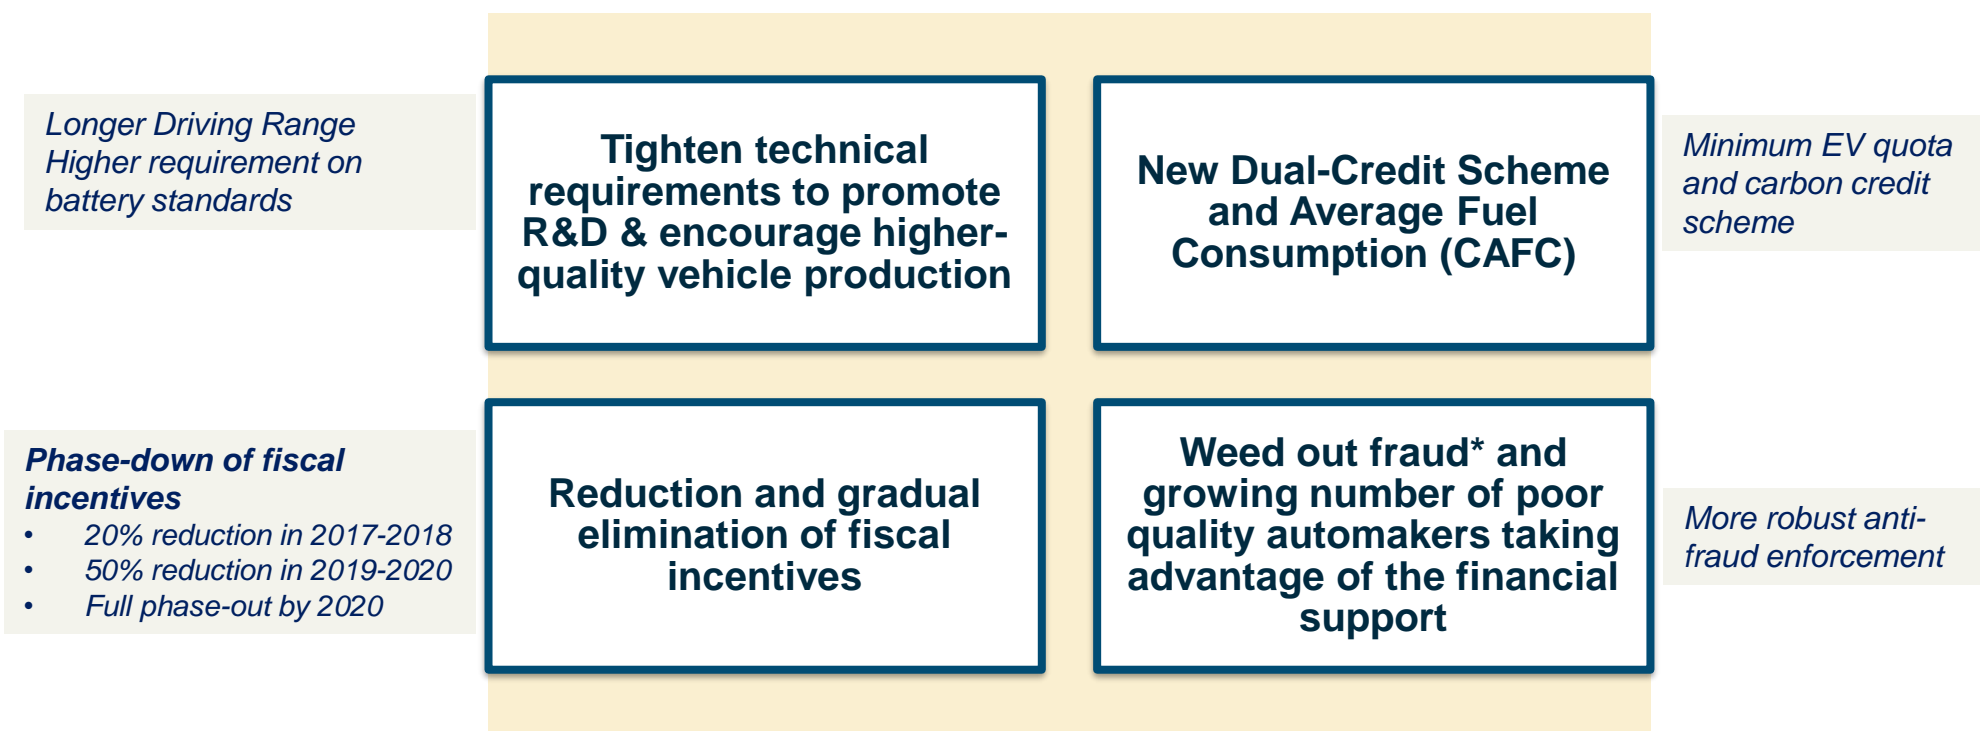 Longer Driving Range
Higher requirement on
battery standards
Tighten technical
requirements to promote
R&D & encourage higher-
quality vehicle production
New Dual-Credit Scheme
and Average Fuel
Consumption (CAFC)
Minimum EV quota
and carbon credit
scheme
Phase-down of fiscal
incentives
• 20% reduction in 2017-2018
• 50% reduction in 2019-2020
• Full phase-out by 2020
Reduction and gradual
elimination of fiscal
incentives
Weed out fraud* and
growing number of poor
quality automakers taking
advantage of the financial
support
More robust anti-
fraud enforcement